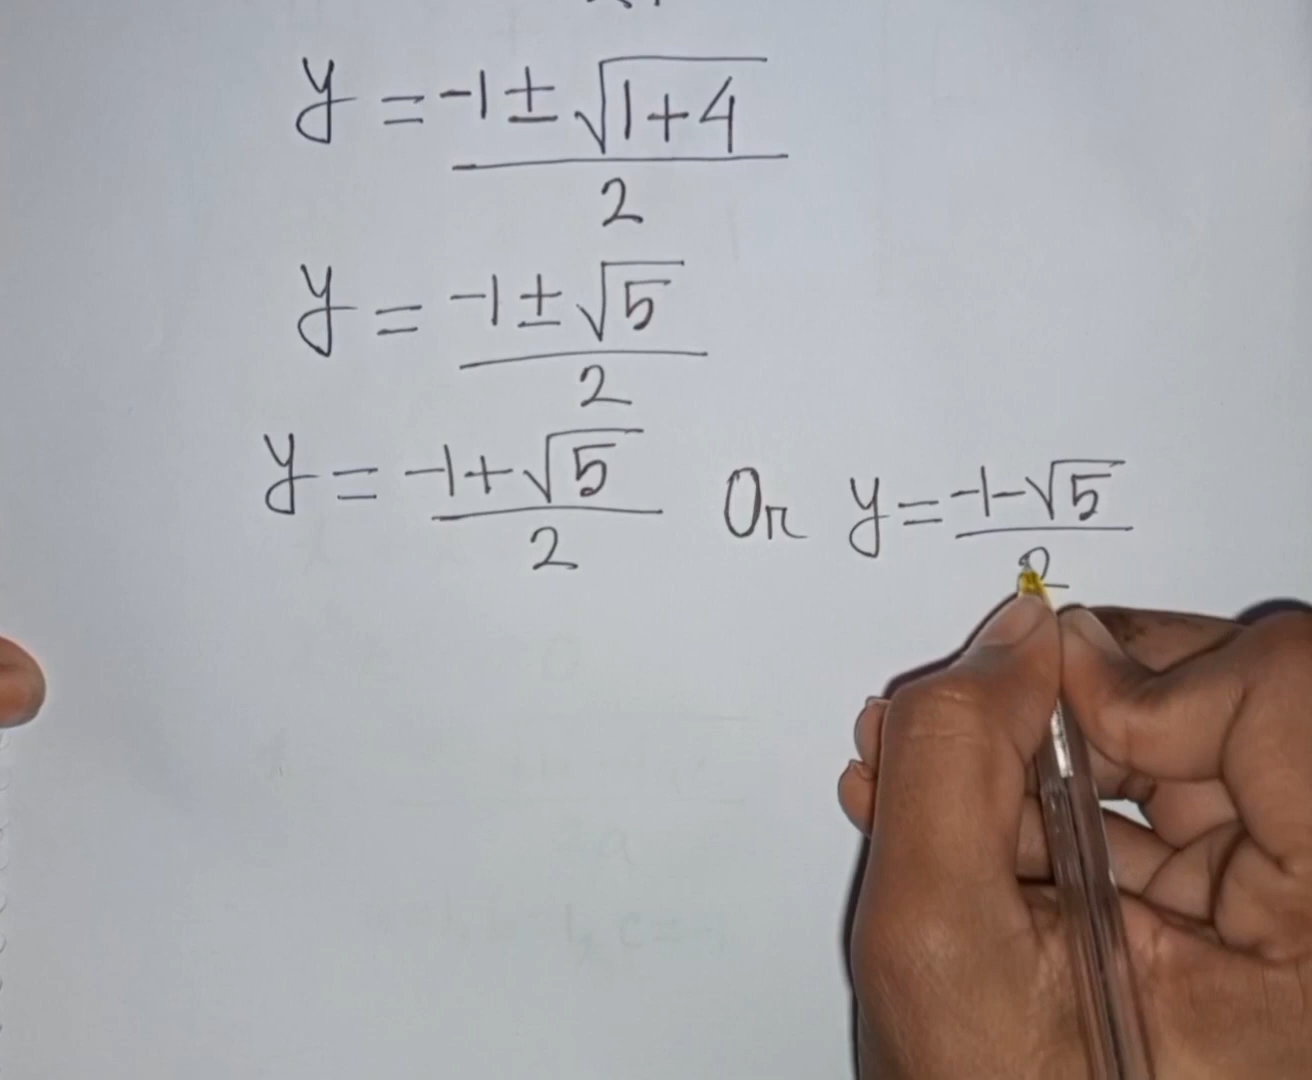 y = -1 ± √1+4 / 2
y = -1 ± √5 / 2
y = -1 + √5 / 2 Or y = -1 - √5 / 2